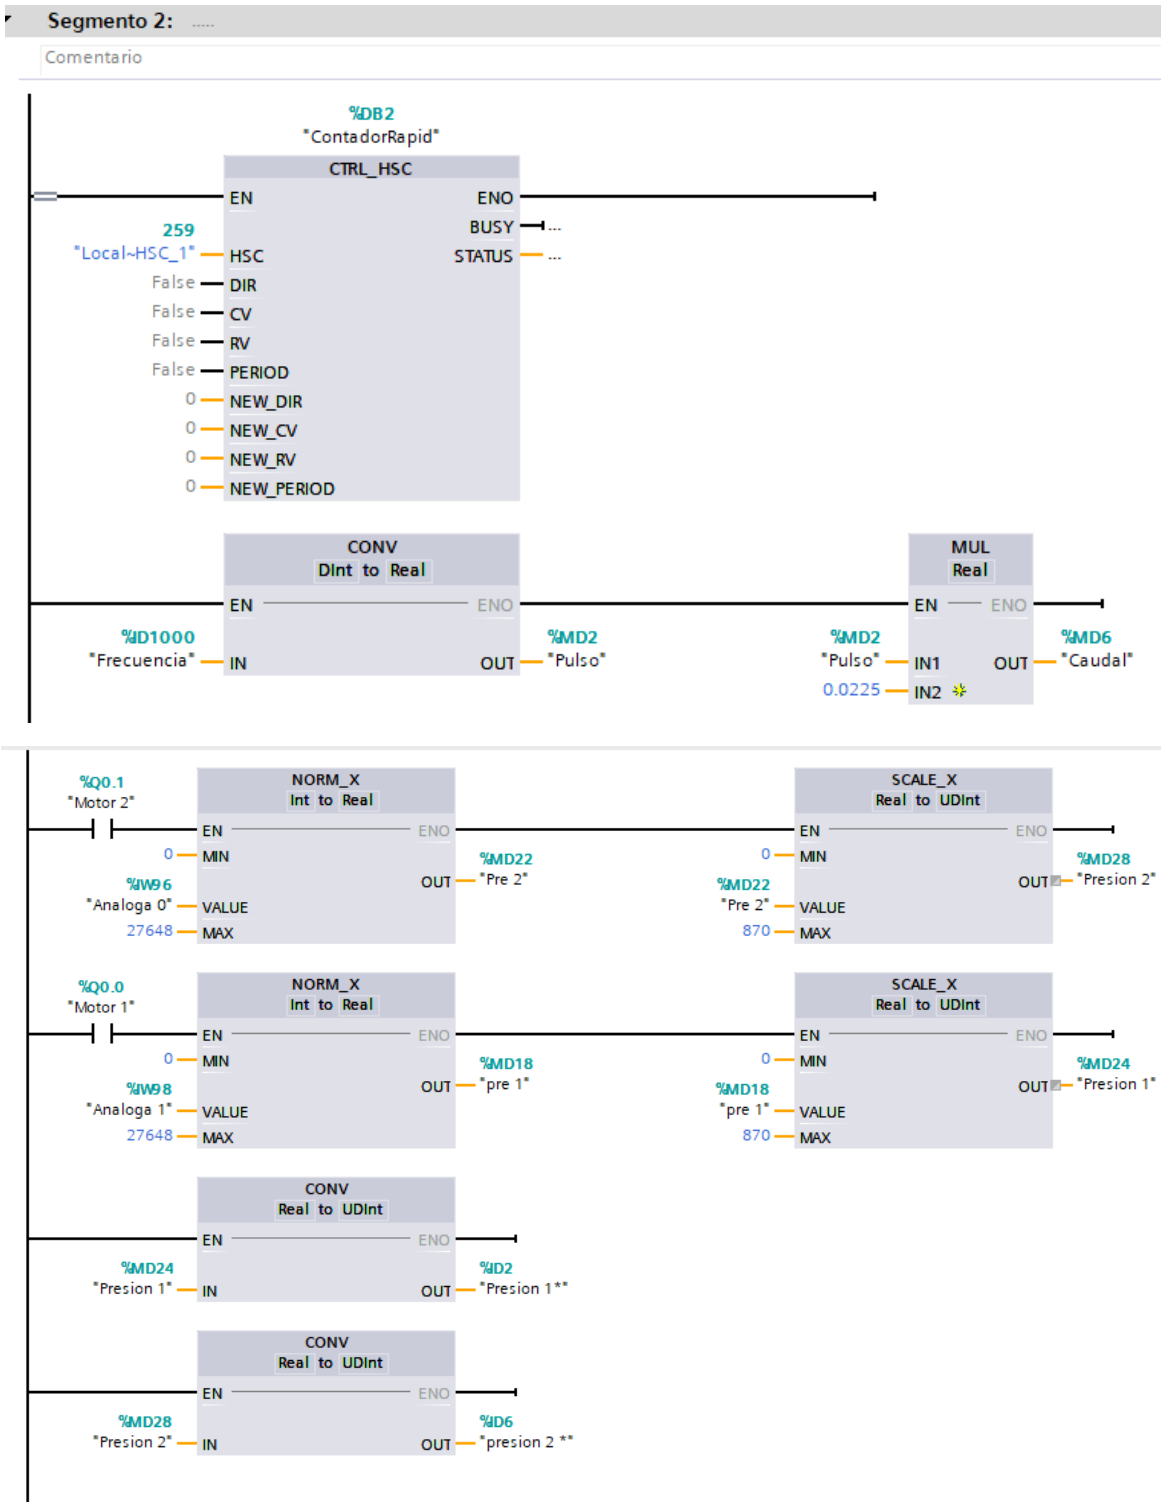 Segmento 2: .....
Comentario
%DB2
"ContadorRapid"
CTRL_HSC
EN ENO
BUSY ...
259
"Local~HSC_1" HSC STATUS ...
False DIR
False CV
False RV
False PERIOD
0 NEW_DIR
0 NEW_CV
0 NEW_RV
0 NEW_PERIOD
CONV MUL
DInt to Real Real
EN ENO EN ENO
%ID1000 %MD2 %MD2 %MD6
"Frecuencia" IN OUT "Pulso" "Pulso" IN1 OUT "Caudal"
0.0225 IN2
%Q0.1 NORM_X SCALE_X
"Motor 2" Int to Real Real to UDInt
EN ENO EN ENO
0 MIN 0 MIN
%MD22 %MD28
OUT "Pre 2" OUT "Presion 2"
%IW96 %MD22
"Analoga 0" VALUE "Pre 2" VALUE
27648 MAX 870 MAX
%Q0.0 NORM_X SCALE_X
"Motor 1" Int to Real Real to UDInt
EN ENO EN ENO
0 MIN 0 MIN
%MD18 %MD24
OUT "pre 1" OUT "Presion 1"
%IW98 %MD18
"Analoga 1" VALUE "pre 1" VALUE
27648 MAX 870 MAX
CONV
Real to UDInt
EN ENO
%MD24 %ID2
"Presion 1" IN OUT "Presion 1*"
CONV
Real to UDInt
EN ENO
%MD28 %ID6
"Presion 2" IN OUT "presion 2 *"